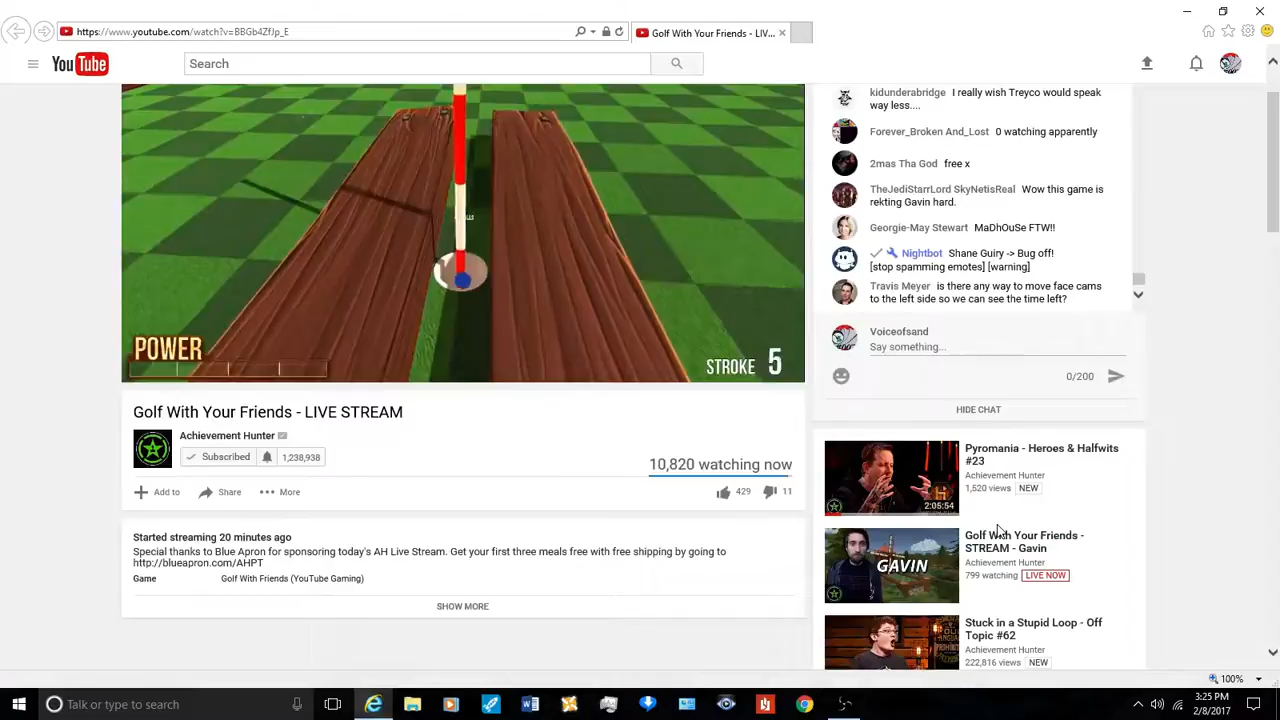 https://www.youtube.com/watch?v=BBGb4ZfJp_E
Golf With Your Friends - LIV...
YouTube
Search
kidunderabridge I really wish Treyco would speak
way less....
Forever_Broken And_Lost 0 watching apparently
2mas Tha God free x
TheJediStarrLord SkyNetisReal Wow this game is
rekting Gavin hard.
Georgie-May Stewart MaDhOuSe FTW!!
Nightbot Shane Guiry -> Bug off!
[stop spamming emotes] [warning]
Travis Meyer is there any way to move face cams
to the left side so we can see the time left?
Voiceofsand
Say something...
0/200
HIDE CHAT
POWER
STROKE 5
Golf With Your Friends - LIVE STREAM
Achievement Hunter
Subscribed 1,238,938
10,820 watching now
Add to Share More 429 11
Started streaming 20 minutes ago
Special thanks to Blue Apron for sponsoring today's AH Live Stream. Get your first three meals free with free shipping by going to
http://blueapron.com/AHPT
Game Golf With Friends (YouTube Gaming)
SHOW MORE
Pyromania - Heroes & Halfwits
#23
Achievement Hunter
1,520 views NEW
2:05:54
Golf With Your Friends -
STREAM - Gavin
Achievement Hunter
799 watching LIVE NOW
GAVIN
Stuck in a Stupid Loop - Off
Topic #62
Achievement Hunter
222,816 views NEW
100%
Talk or type to search
3:25 PM
2/8/2017